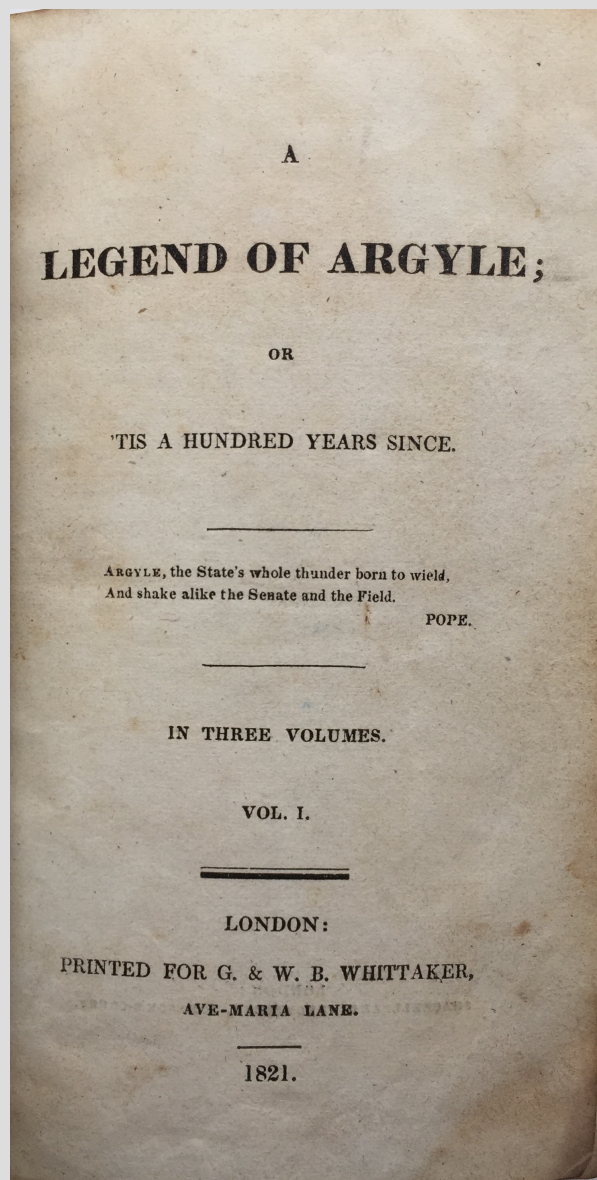 A
LEGEND OF ARGYLE;
OR
'TIS A HUNDRED YEARS SINCE.
ARGYLE, the State's whole thunder born to wield,
And shake alike the Senate and the Field.
POPE.
IN THREE VOLUMES.
VOL. I.
LONDON:
PRINTED FOR G. & W. B. WHITTAKER,
AVE-MARIA LANE.
1821.